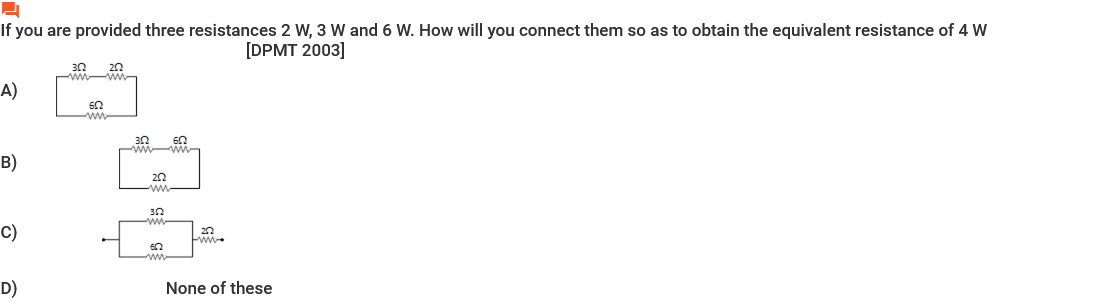 If you are provided three resistances 2 W, 3 W and 6 W. How will you connect them so as to obtain the equivalent resistance of 4 W
[DPMT 2003]
3Ω 2Ω
A)
6Ω
3Ω 6Ω
B)
2Ω
3Ω
C)
2Ω
6Ω
D) None of these